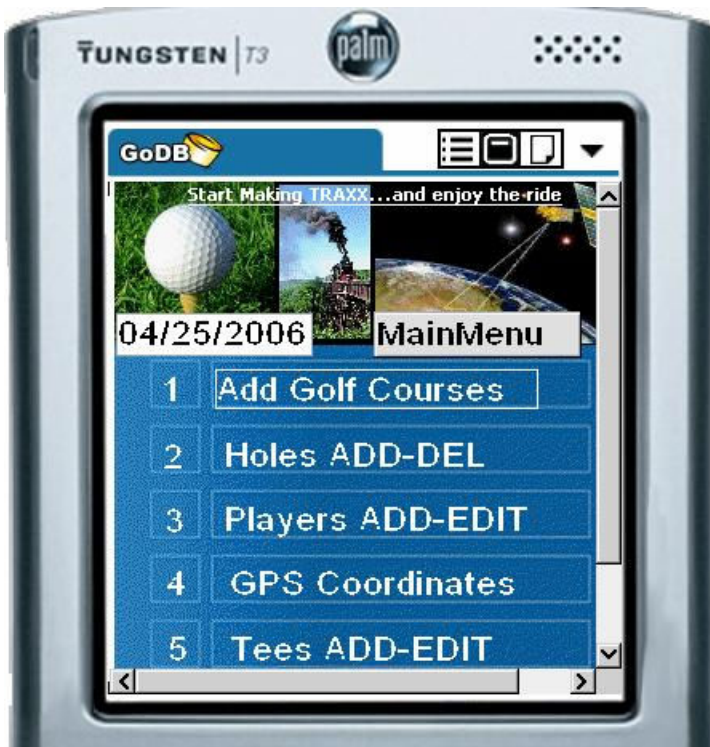 TUNGSTEN | T3
palm
GoDB
Start Making TRAXX...and enjoy the ride
04/25/2006
MainMenu
1 Add Golf Courses
2 Holes ADD-DEL
3 Players ADD-EDIT
4 GPS Coordinates
5 Tees ADD-EDIT